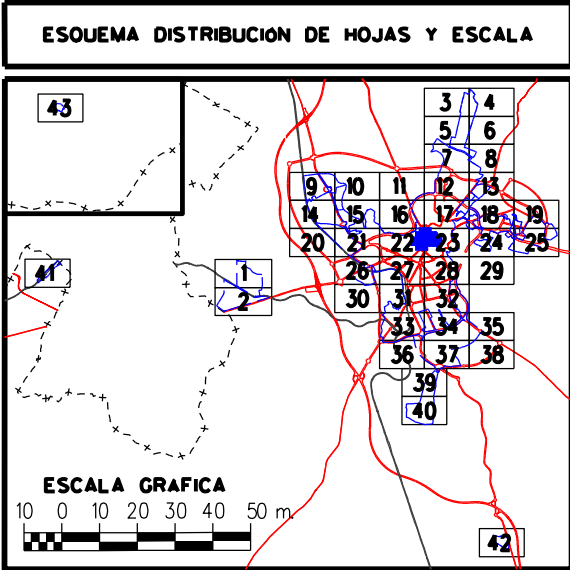 ESQUEMA DISTRIBUCION DE HOJAS Y ESCALA
43
3 4
5 6
7 8
9 10 11 12 13
14 15 16 17 18 19
20 21 22 23 24 25
41 1 26 27 28 29
2 30 31 32
33 34 35
36 37 38
39
40
ESCALA GRAFICA
10 0 10 20 30 40 50 m.
42